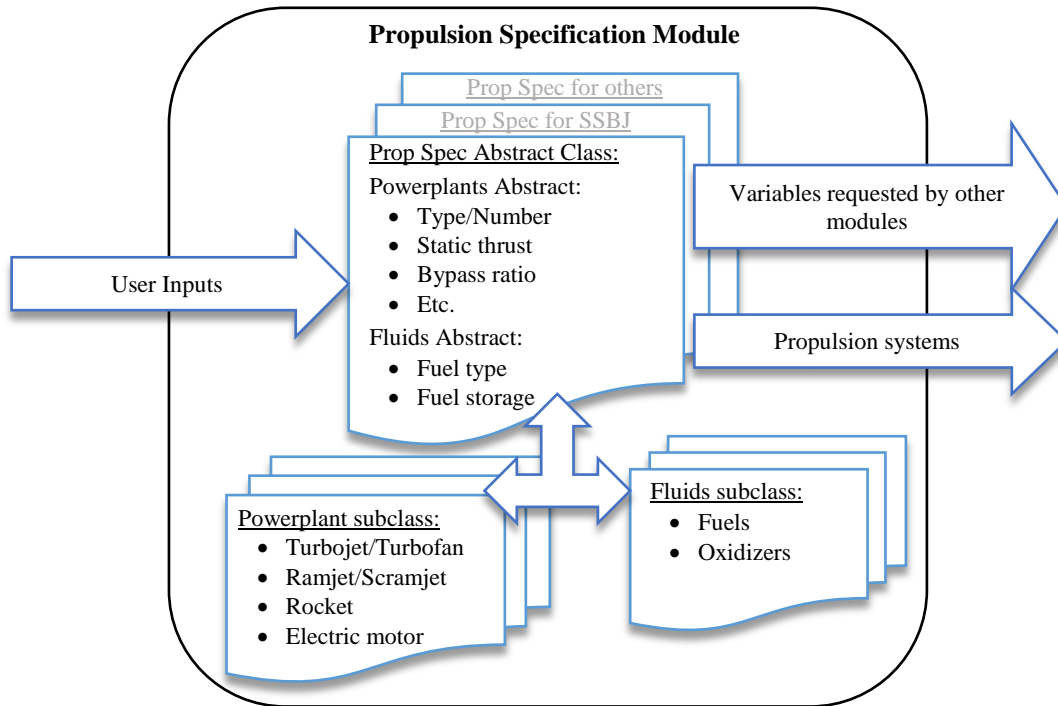 Propulsion Specification Module
Prop Spec for others
Prop Spec for SSBJ
Prop Spec Abstract Class:
Powerplants Abstract:
• Type/Number
• Static thrust
• Bypass ratio
• Etc.
Fluids Abstract:
• Fuel type
• Fuel storage
User Inputs
Variables requested by other
modules
Propulsion systems
Powerplant subclass:
• Turbojet/Turbofan
• Ramjet/Scramjet
• Rocket
• Electric motor
Fluids subclass:
• Fuels
• Oxidizers